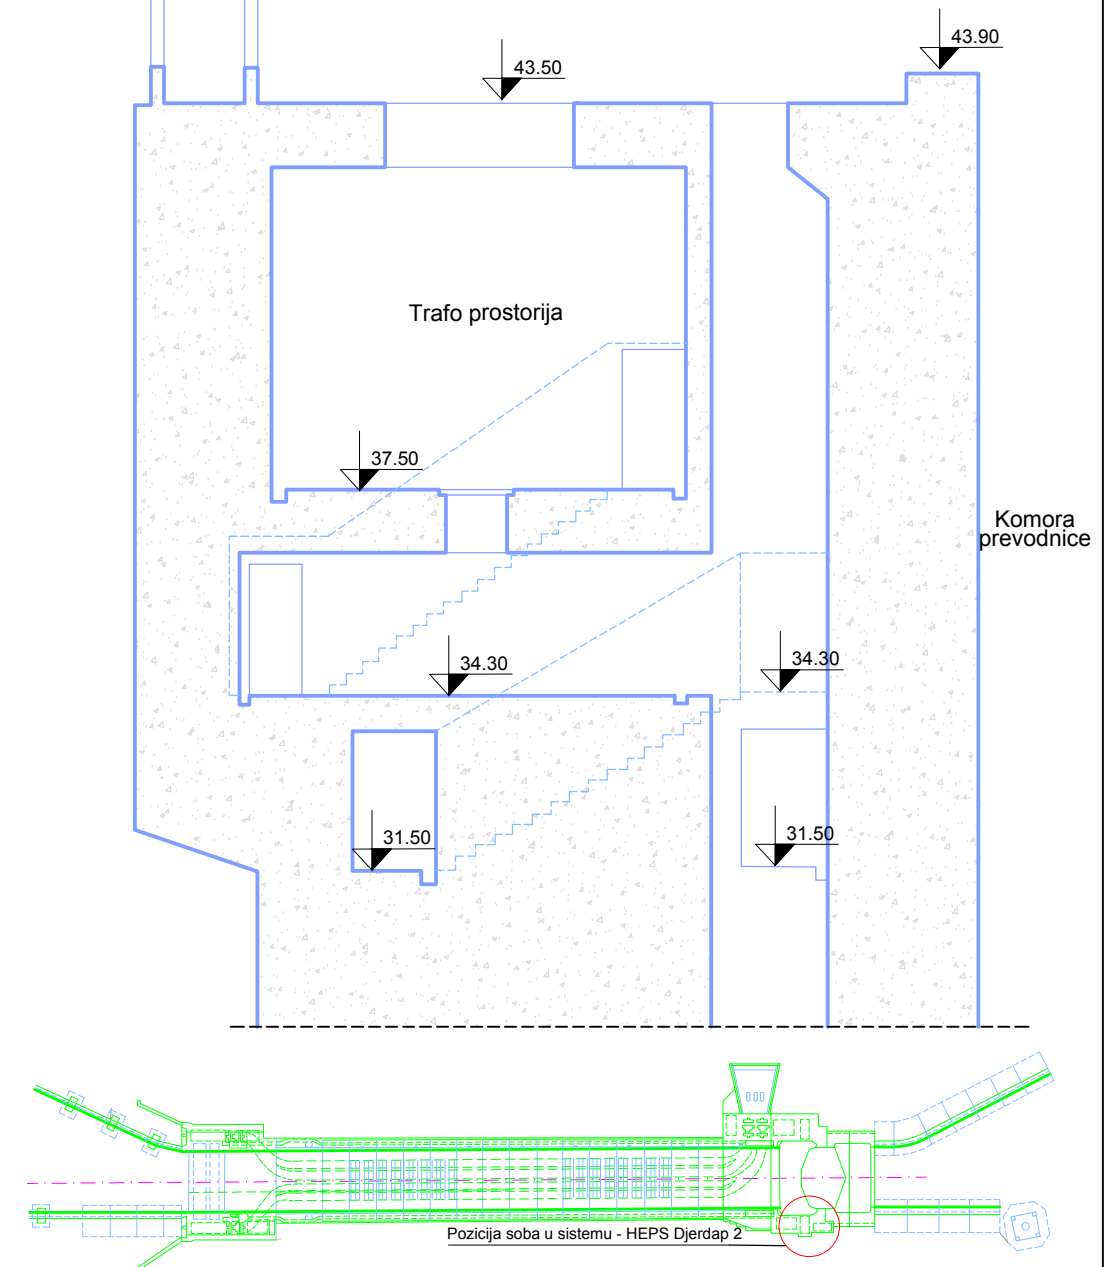 43.90
43.50
Trafo prostorija
37.50
Komora
prevodnice
34.30
34.30
31.50
31.50
Pozicija soba u sistemu - HEPS Djerdap 2